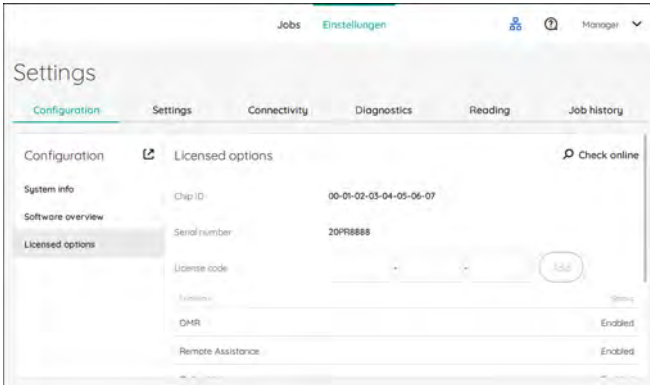 Jobs Einstellungen Manager
Settings
Configuration Settings Connectivity Diagnostics Reading Job history
Configuration Licensed options Check online
System info
Chip ID 00-01-02-03-04-05-06-07
Software overview
Serial number 20PR8888
Licensed options
License code - - Add
Status
OMR Enabled
Remote Assistance Enabled